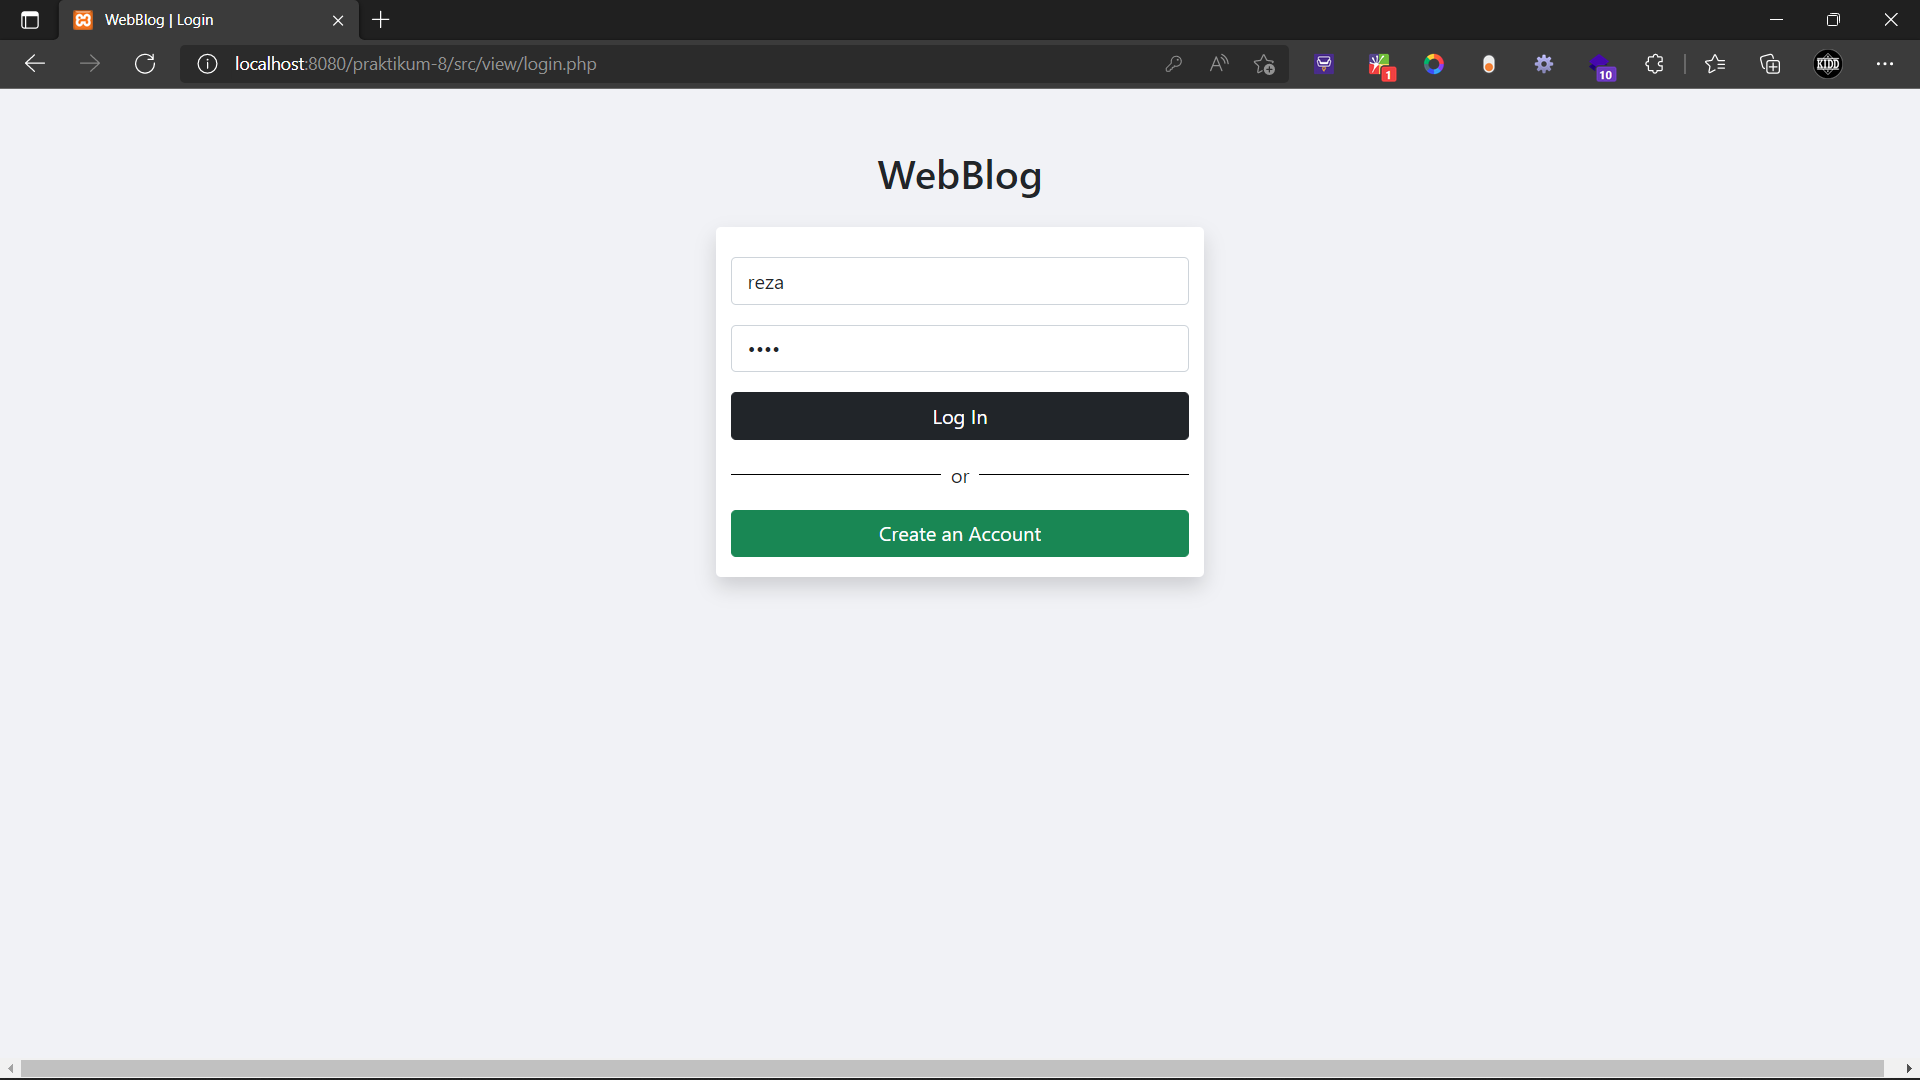 WebBlog | Login
localhost:8080/praktikum-8/src/view/login.php
1
10
KIDD
WebBlog
reza
••••
Log In
or
Create an Account